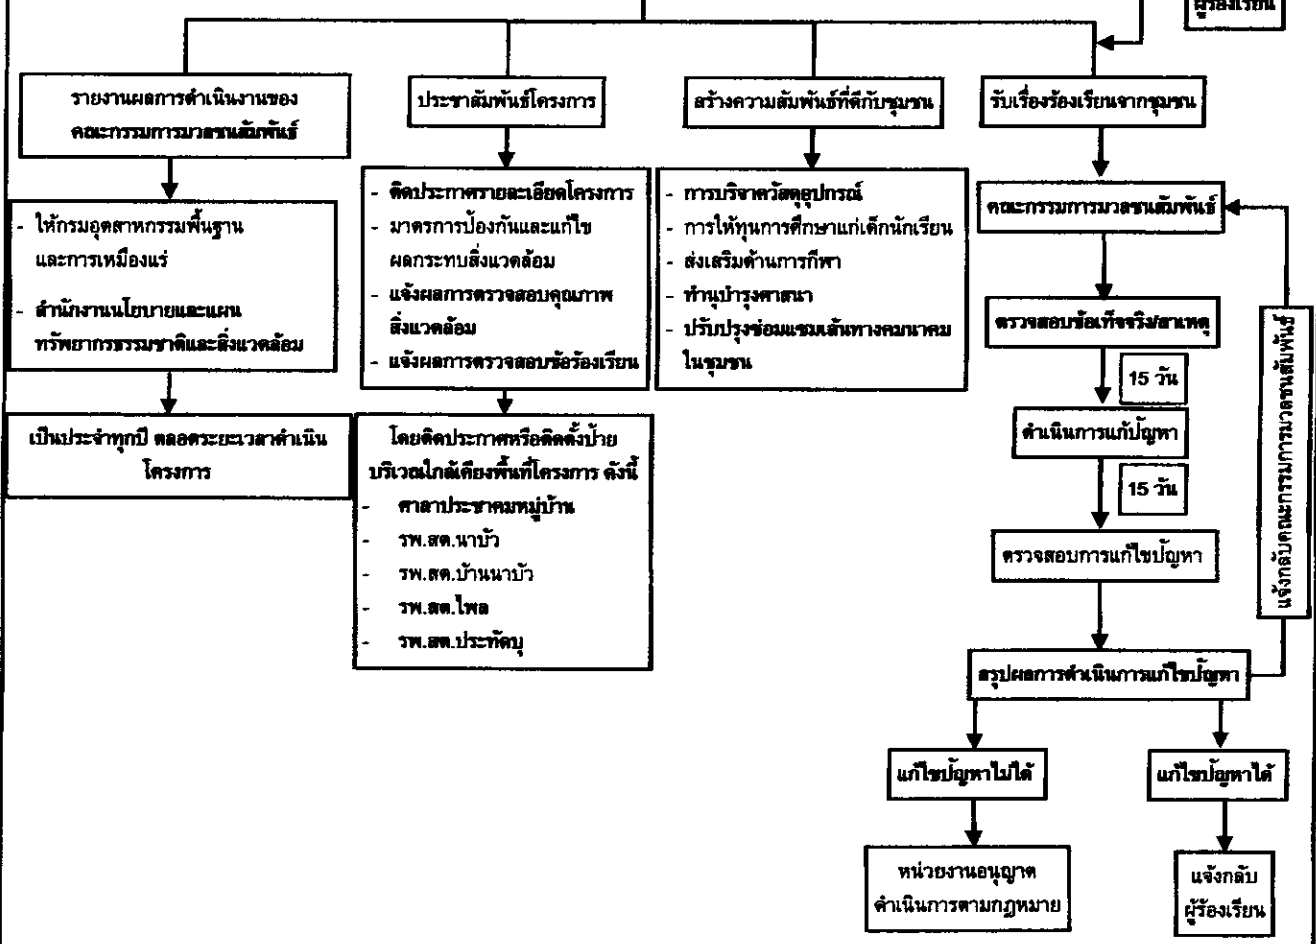 ผู้ร้องเรียน
รายงานผลการดำเนินงานของ
คณะกรรมการมวลชนสัมพันธ์
- ให้กรมอุตสาหกรรมพื้นฐาน
และการเหมืองแร่
- สำนักงานนโยบายและแผน
ทรัพยากรธรรมชาติและสิ่งแวดล้อม
เป็นประจำทุกปี ตลอดระยะเวลาดำเนิน
โครงการ
ประชาสัมพันธ์โครงการ
- ติดประกาศรายละเอียดโครงการ
- มาตรการป้องกันและแก้ไข
ผลกระทบสิ่งแวดล้อม
- แจ้งผลการตรวจสอบคุณภาพ
สิ่งแวดล้อม
- แจ้งผลการตรวจสอบข้อร้องเรียน
โดยติดประกาศหรือติดตั้งป้าย
บริเวณใกล้เคียงพื้นที่โครงการ ดังนี้
- ศาลาประชาคมหมู่บ้าน
- รพ.สต.นาบัว
- รพ.สต.บ้านนาบัว
- รพ.สต.ไพล
- รพ.สต.ประทัดบุ
สร้างความสัมพันธ์ที่ดีกับชุมชน
- การบริจาควัสดุอุปกรณ์
- การให้ทุนการศึกษาแก่เด็กนักเรียน
- ส่งเสริมด้านการกีฬา
- ทำนุบำรุงศาสนา
- ปรับปรุงซ่อมแซมเส้นทางคมนาคม
ในชุมชน
รับเรื่องร้องเรียนจากชุมชน
คณะกรรมการมวลชนสัมพันธ์
ตรวจสอบข้อเท็จจริง/สาเหตุ
15 วัน
ดำเนินการแก้ปัญหา
15 วัน
ตรวจสอบการแก้ไขปัญหา
สรุปผลการดำเนินการแก้ไขปัญหา
แจ้งกลับคณะกรรมการมวลชนสัมพันธ์
แก้ไขปัญหาไม่ได้
แก้ไขปัญหาได้
หน่วยงานอนุญาต
ดำเนินการตามกฎหมาย
แจ้งกลับ
ผู้ร้องเรียน